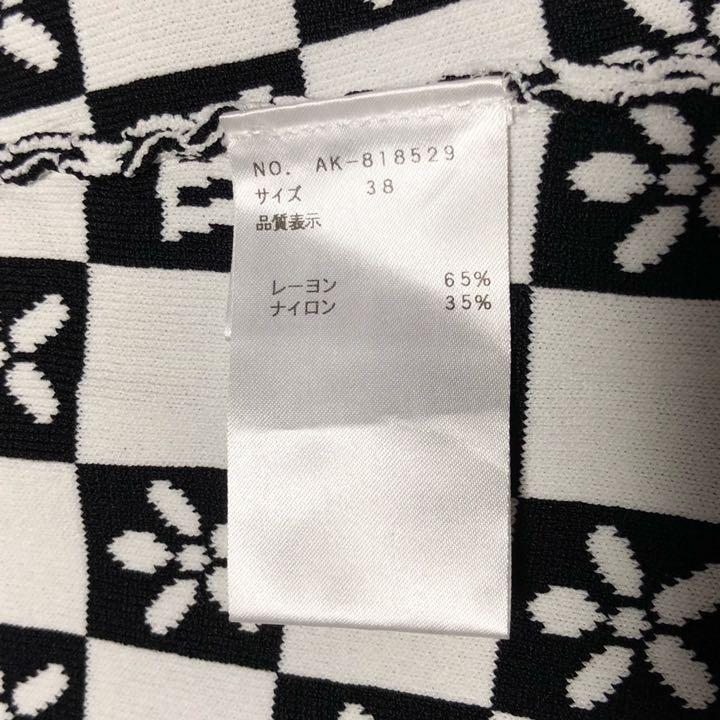 NO. AK-818529
サイズ 38
品質表示
レーヨン 65%
ナイロン 35%